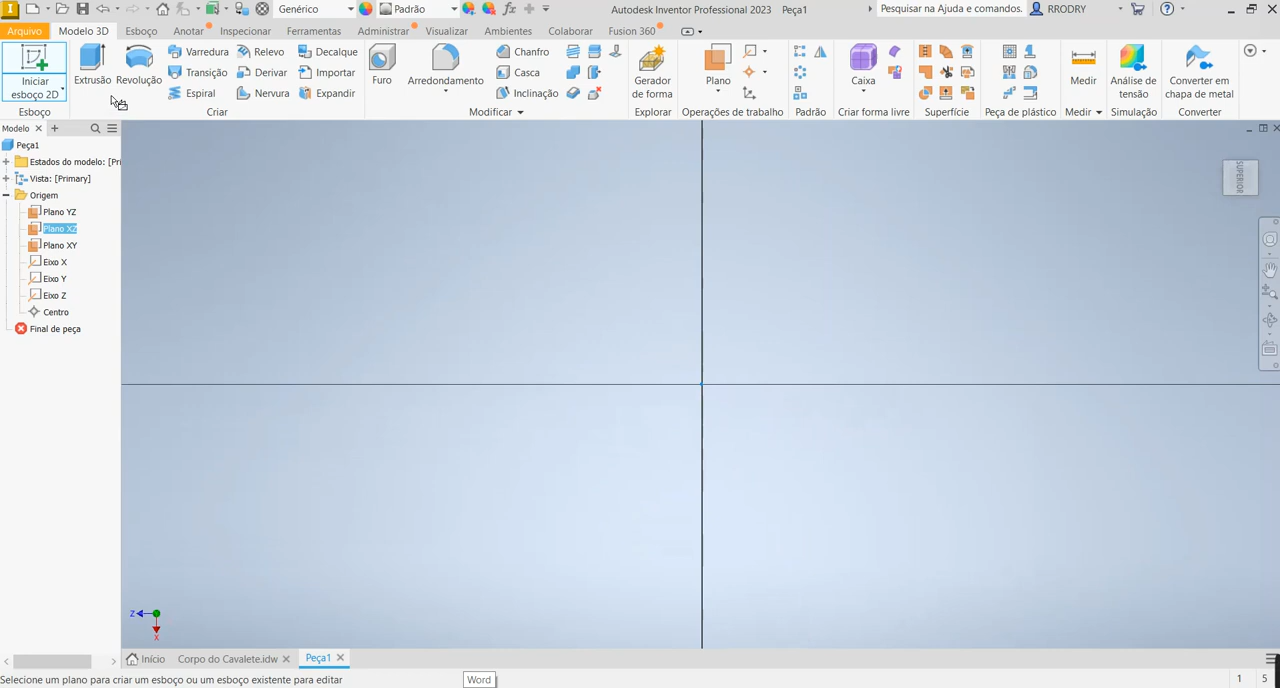 Genérico
Padrão
fx
Autodesk Inventor Professional 2023 Peça1
Pesquisar na Ajuda e comandos.
RRODRY
Arquivo
Modelo 3D
Esboço
Anotar
Inspecionar
Ferramentas
Administrar
Visualizar
Ambientes
Colaborar
Fusion 360
Iniciar
esboço 2D
Extrusão
Revolução
Varredura
Transição
Espiral
Relevo
Derivar
Nervura
Decalque
Importar
Expandir
Furo
Arredondamento
Chanfro
Casca
Inclinação
Gerador
de forma
Plano
Caixa
Medir
Análise de
tensão
Converter em
chapa de metal
Esboço
Criar
Modificar
Explorar
Operações de trabalho
Padrão
Criar forma livre
Superfície
Peça de plástico
Medir
Simulação
Converter
Modelo
Peça1
Estados do modelo: [Pri
Vista: [Primary]
Origem
Plano YZ
Plano XZ
Plano XY
Eixo X
Eixo Y
Eixo Z
Centro
Final de peça
SUPERIOR
Z
X
Início
Corpo do Cavalete.idw
Peça1
Selecione um plano para criar um esboço ou um esboço existente para editar
Word
1
5